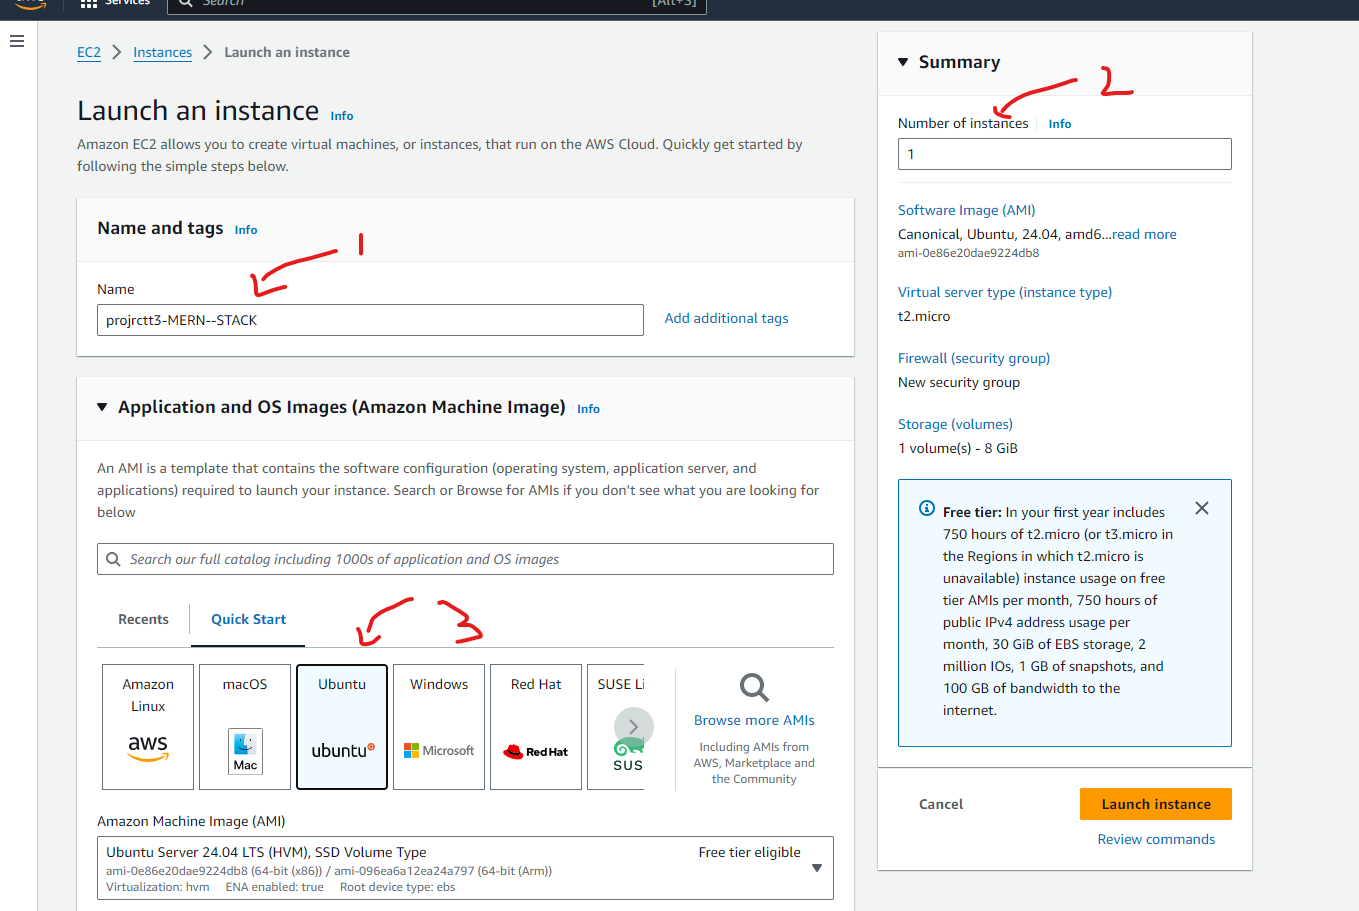 aws
Services
Search
[Alt+S]
EC2 > Instances > Launch an instance
Launch an instance Info
Amazon EC2 allows you to create virtual machines, or instances, that run on the AWS Cloud. Quickly get started by
following the simple steps below.
Name and tags Info
1
Name
projrctt3-MERN--STACK
Add additional tags
Application and OS Images (Amazon Machine Image) Info
An AMI is a template that contains the software configuration (operating system, application server, and
applications) required to launch your instance. Search or Browse for AMIs if you don't see what you are looking for
below
Search our full catalog including 1000s of application and OS images
Recents
Quick Start
3
Amazon
Linux
aws
macOS
Mac
Ubuntu
ubuntu
Windows
Microsoft
Red Hat
Red Hat
SUSE Li
SUS
Browse more AMIs
Including AMIs from
AWS, Marketplace and
the Community
Amazon Machine Image (AMI)
Ubuntu Server 24.04 LTS (HVM), SSD Volume Type
Free tier eligible
ami-0e86e20dae9224db8 (64-bit (x86)) / ami-096ea6a12ea24a797 (64-bit (Arm))
Virtualization: hvm ENA enabled: true Root device type: ebs
Summary
2
Number of instances Info
1
Software Image (AMI)
Canonical, Ubuntu, 24.04, amd6...read more
ami-0e86e20dae9224db8
Virtual server type (instance type)
t2.micro
Firewall (security group)
New security group
Storage (volumes)
1 volume(s) - 8 GiB
Free tier: In your first year includes
750 hours of t2.micro (or t3.micro in
the Regions in which t2.micro is
unavailable) instance usage on free
tier AMIs per month, 750 hours of
public IPv4 address usage per
month, 30 GiB of EBS storage, 2
million IOs, 1 GB of snapshots, and
100 GB of bandwidth to the
internet.
Cancel
Launch instance
Review commands